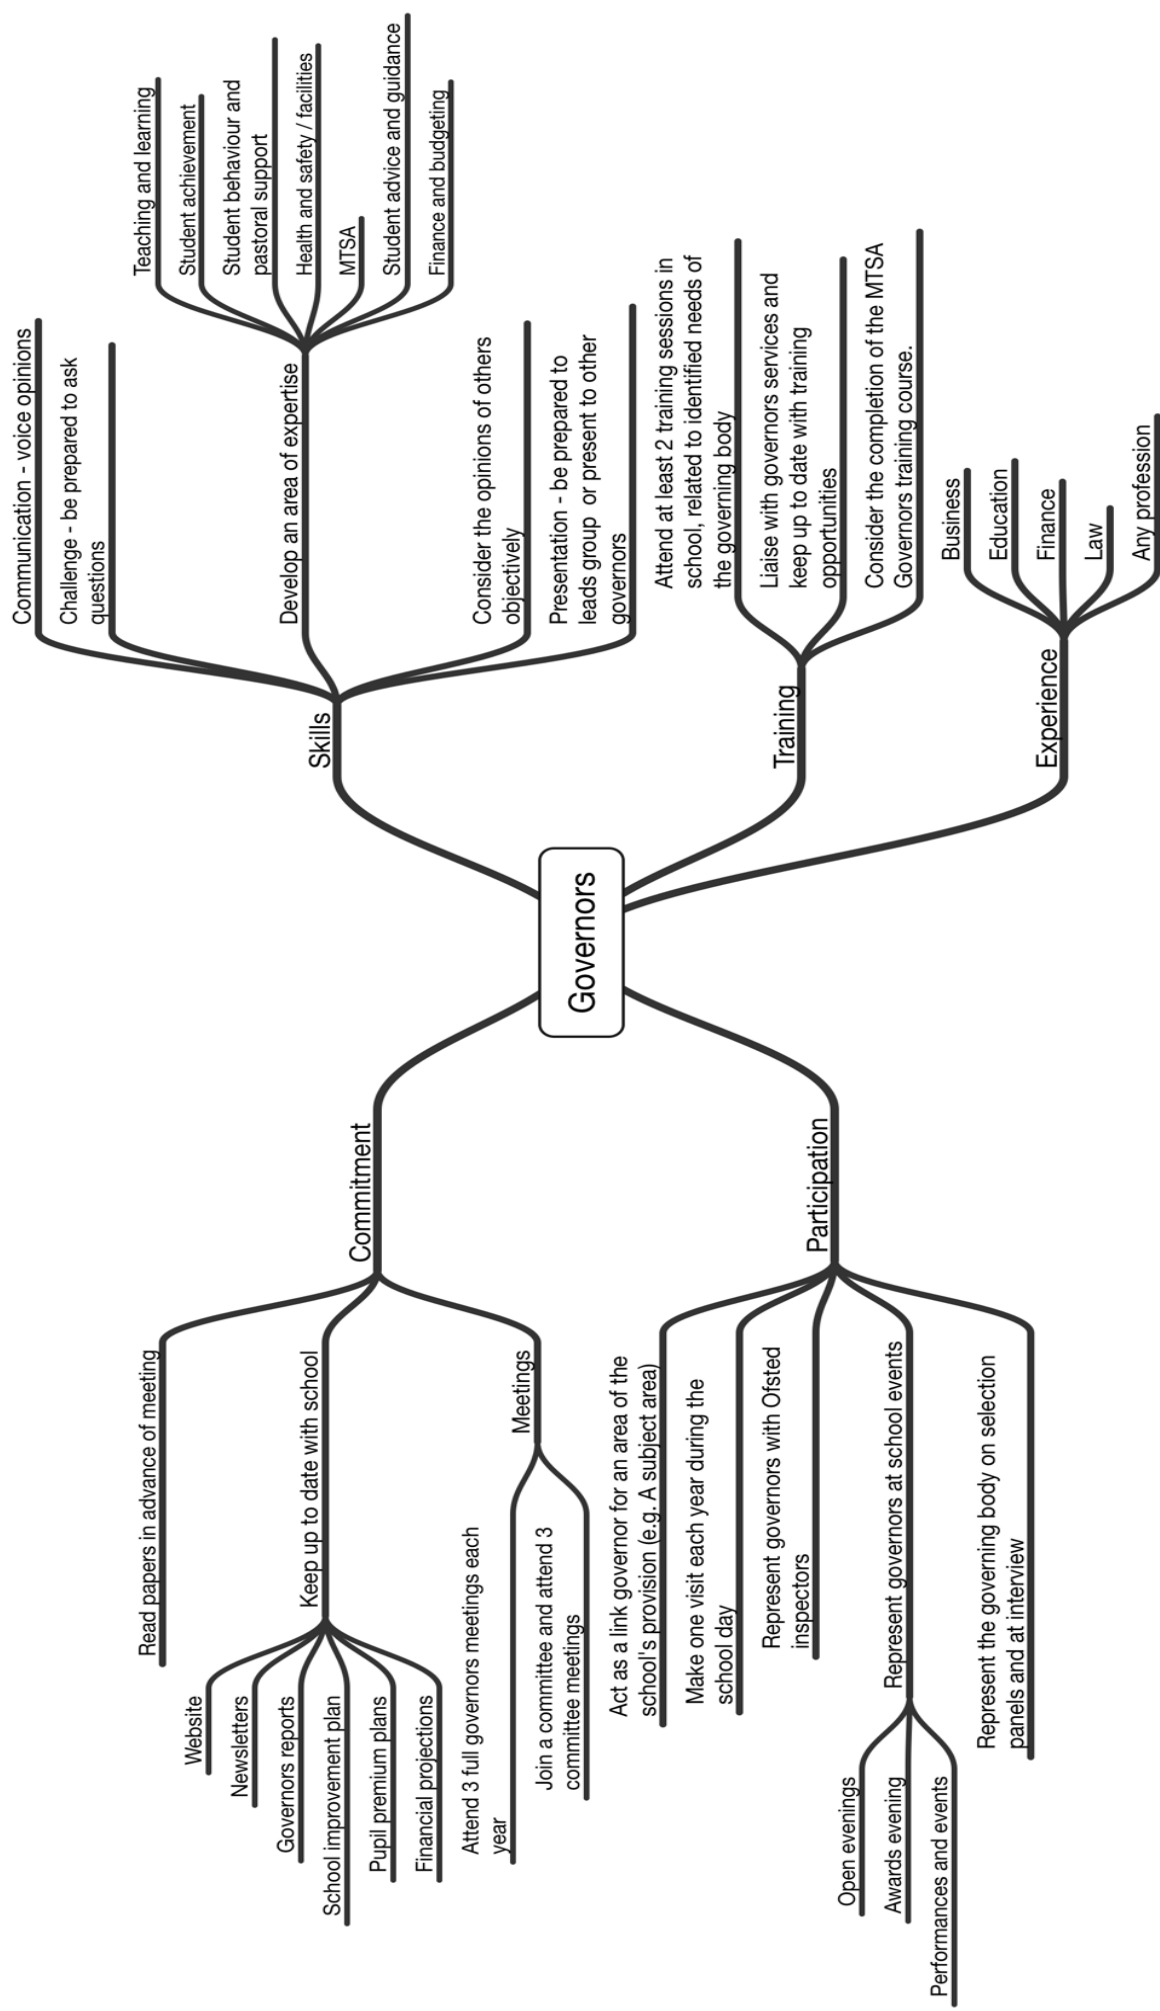 Governors
Commitment
Read papers in advance of meeting
Keep up to date with school
Website
Newsletters
Governors reports
School improvement plan
Pupil premium plans
Financial projections
Meetings
Attend 3 full governors meetings each
year
Join a committee and attend 3
committee meetings
Participation
Act as a link governor for an area of the
school's provision (e.g. A subject area)
Make one visit each year during the
school day
Represent governors with Ofsted
inspectors
Represent governors at school events
Open evenings
Awards evening
Performances and events
Represent the governing body on selection
panels and at interview
Skills
Communication - voice opinions
Challenge - be prepared to ask
questions
Develop an area of expertise
Teaching and learning
Student achievement
Student behaviour and
pastoral support
Health and safety / facilities
MTSA
Student advice and guidance
Finance and budgeting
Consider the opinions of others
objectively
Presentation - be prepared to
leads group  or present to other
governors
Training
Attend at least 2 training sessions in
school, related to identified needs of
the governing body
Liaise with governors services and
keep up to date with training
opportunities
Consider the completion of the MTSA
Governors training course.
Experience
Business
Education
Finance
Law
Any profession